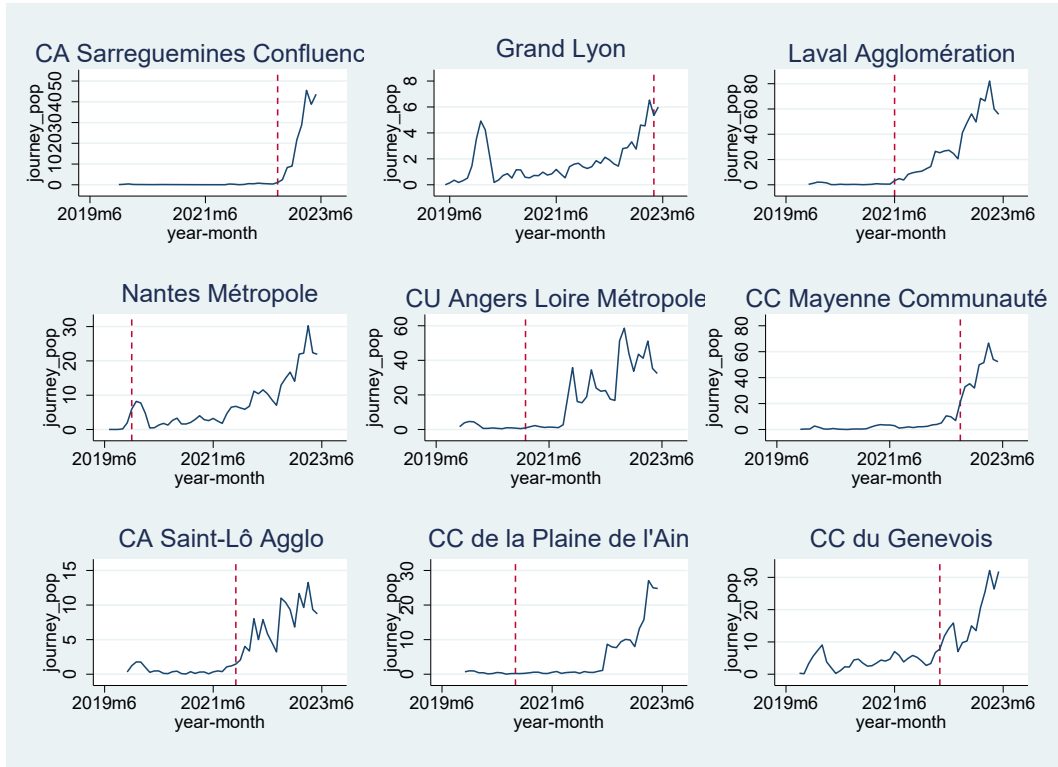 CA Sarreguemines Confluenc
journey_pop
0 1020304050
2019m6 2021m6 2023m6
year-month
Grand Lyon
journey_pop
0 2 4 6 8
2019m6 2021m6 2023m6
year-month
Laval Agglomération
journey_pop
0 20 40 60 80
2019m6 2021m6 2023m6
year-month
Nantes Métropole
journey_pop
0 10 20 30
2019m6 2021m6 2023m6
year-month
CU Angers Loire Métropole
journey_pop
0 20 40 60
2019m6 2021m6 2023m6
year-month
CC Mayenne Communauté
journey_pop
0 20 40 60 80
2019m6 2021m6 2023m6
year-month
CA Saint-Lô Agglo
journey_pop
0 5 10 15
2019m6 2021m6 2023m6
year-month
CC de la Plaine de l'Ain
journey_pop
0 10 20 30
2019m6 2021m6 2023m6
year-month
CC du Genevois
journey_pop
0 10 20 30
2019m6 2021m6 2023m6
year-month